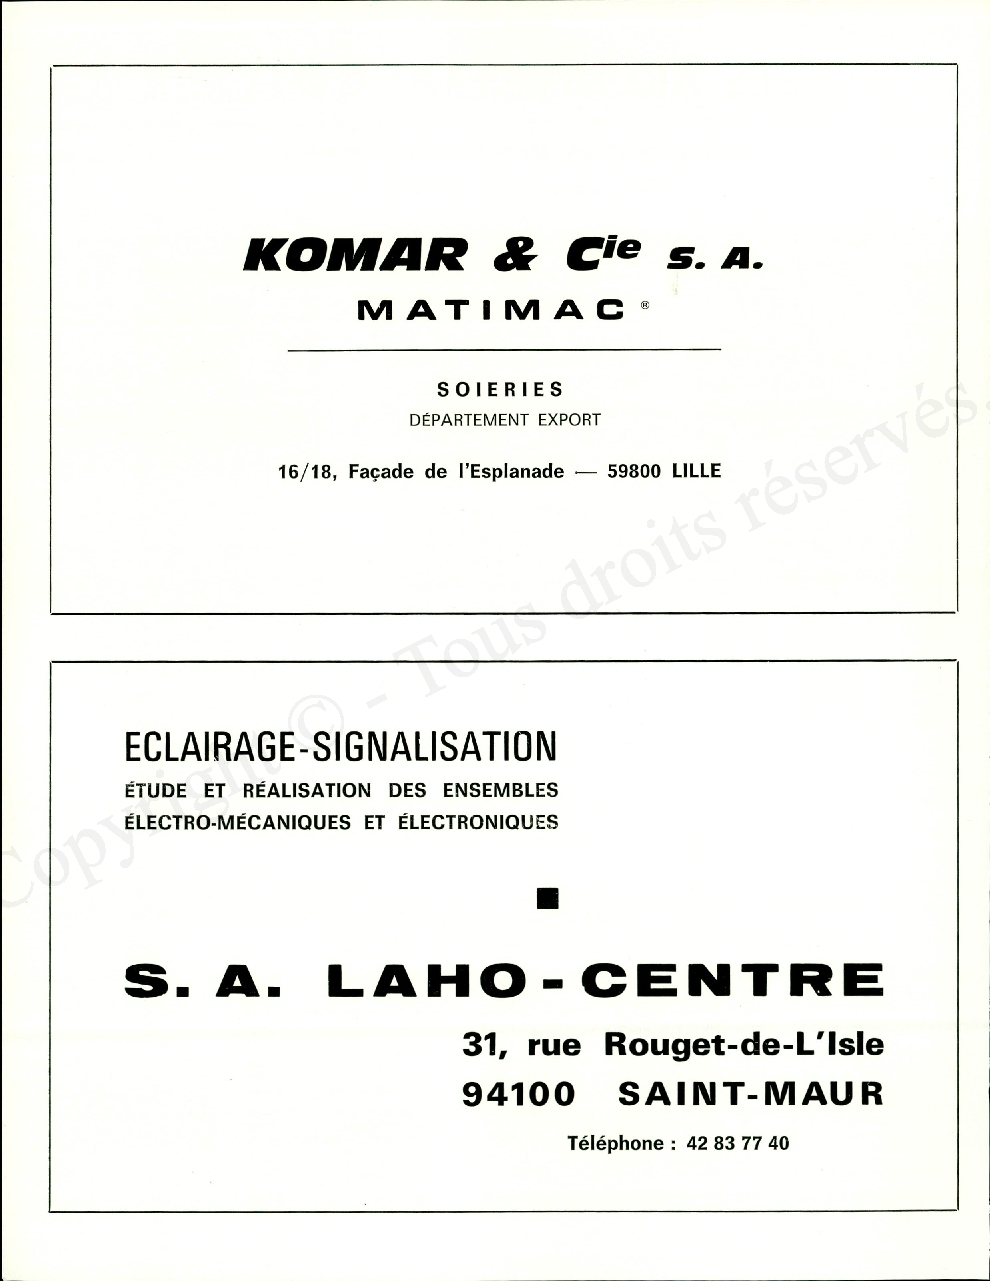 KOMAR & Cie S. A.
MATIMAC ®
SOIERIES
DÉPARTEMENT EXPORT
16/18, Façade de l'Esplanade — 59800 LILLE
Copyright © - Tous droits réservés.
ECLAIRAGE-SIGNALISATION
ÉTUDE ET RÉALISATION DES ENSEMBLES
ÉLECTRO-MÉCANIQUES ET ÉLECTRONIQUES
S. A. LAHO-CENTRE
31, rue Rouget-de-L'Isle
94100 SAINT-MAUR
Téléphone : 42 83 77 40